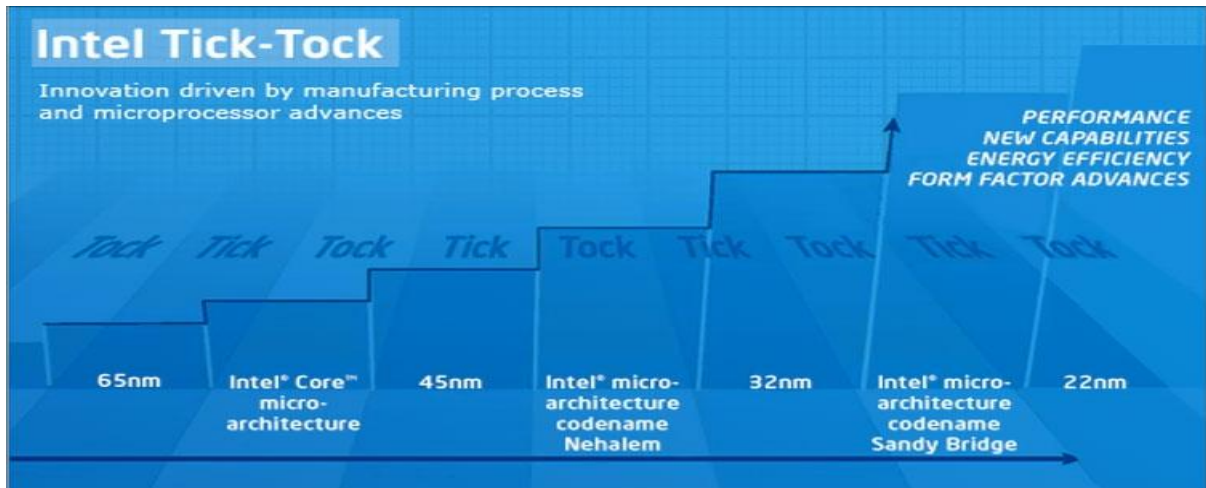 Intel Tick-Tock
Innovation driven by manufacturing process
and microprocessor advances
PERFORMANCE
NEW CAPABILITIES
ENERGY EFFICIENCY
FORM FACTOR ADVANCES
Tock Tick Tock Tick Tock Tick Tock Tick Tock
65nm
Intel® Core™
micro-
architecture
45nm
Intel® micro-
architecture
codename
Nehalem
32nm
Intel® micro-
architecture
codename
Sandy Bridge
22nm